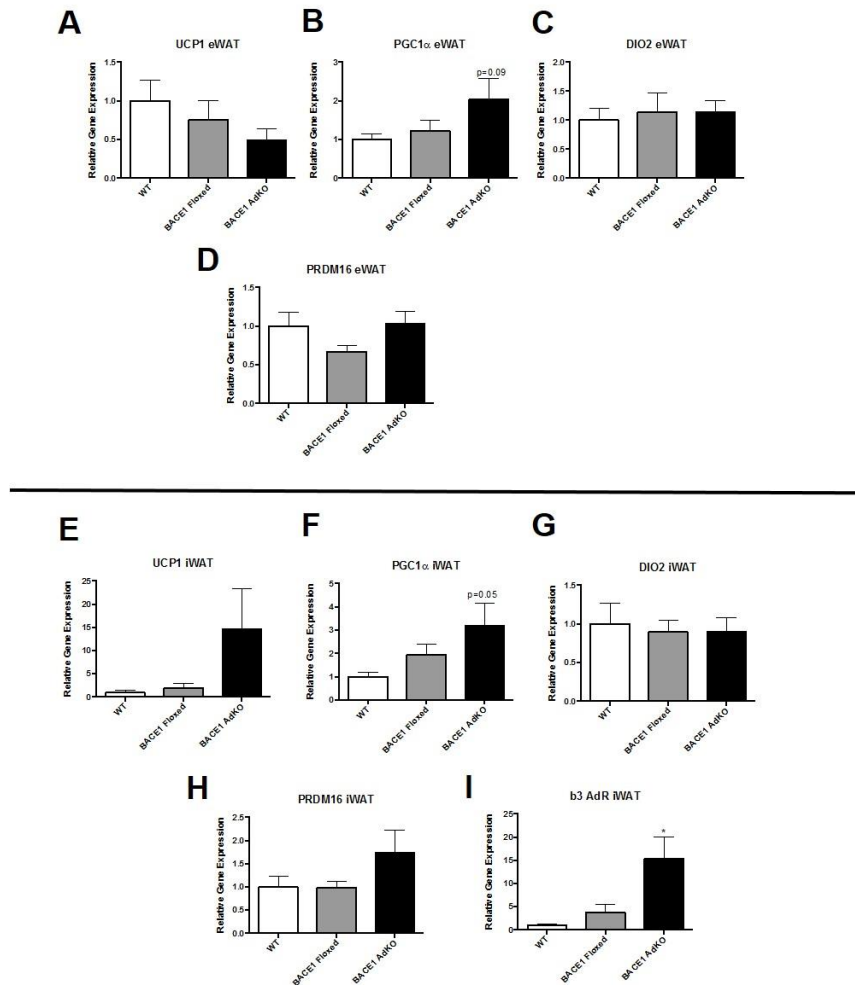 A
UCP1 eWAT
Relative Gene Expression
1.5
1.0
0.5
0.0
WT
BACE1 Floxed
BACE1 AdKO
B
PGC1α eWAT
Relative Gene Expression
3
2
1
0
p=0.09
WT
BACE1 Floxed
BACE1 AdKO
C
DIO2 eWAT
Relative Gene Expression
2.0
1.5
1.0
0.5
0.0
WT
BACE1 Floxed
BACE1 AdKO
D
PRDM16 eWAT
Relative Gene Expression
1.5
1.0
0.5
0.0
WT
BACE1 Floxed
BACE1 AdKO
E
UCP1 iWAT
Relative Gene Expression
25
20
15
10
5
0
WT
BACE1 Floxed
BACE1 AdKO
F
PGC1α iWAT
Relative Gene Expression
5
4
3
2
1
0
p=0.05
WT
BACE1 Floxed
BACE1 AdKO
G
DIO2 iWAT
Relative Gene Expression
1.5
1.0
0.5
0.0
WT
BACE1 Floxed
BACE1 AdKO
H
PRDM16 iWAT
Relative Gene Expression
2.5
2.0
1.5
1.0
0.5
0.0
WT
BACE1 Floxed
BACE1 AdKO
I
b3 AdR iWAT
Relative Gene Expression
25
20
15
10
5
0
*
WT
BACE1 Floxed
BACE1 AdKO